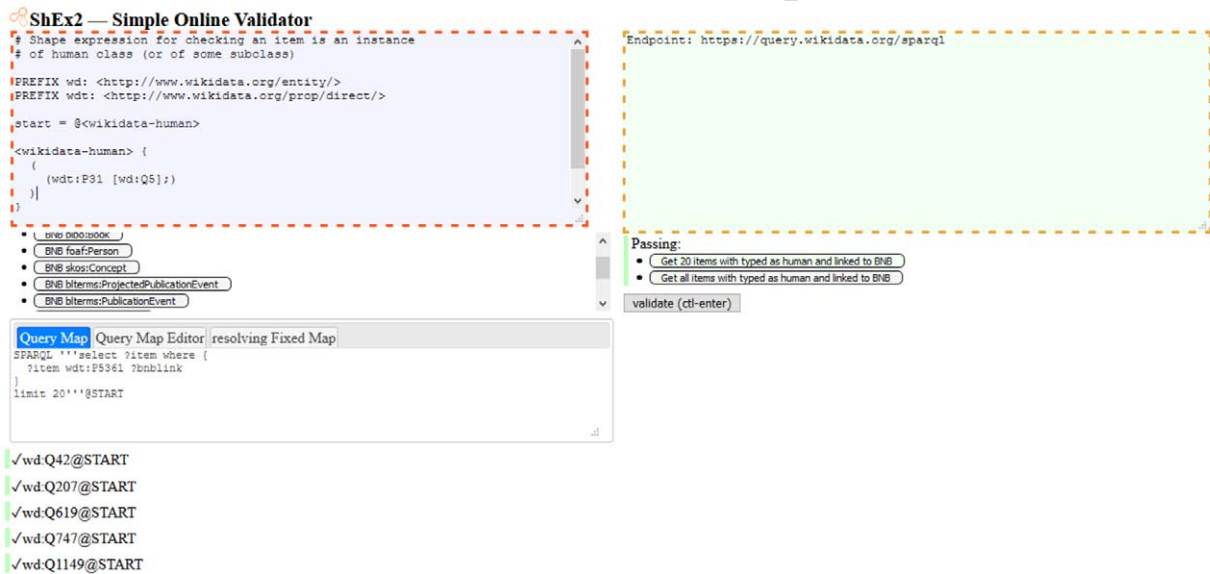 ShEx2 — Simple Online Validator
# Shape expression for checking an item is an instance
# of human class (or of some subclass)
PREFIX wd: <http://www.wikidata.org/entity/>
PREFIX wdt: <http://www.wikidata.org/prop/direct/>
start = @<wikidata-human>
<wikidata-human> {
(
(wdt:P31 [wd:Q5];)
)
}
BNB bibo:Book
BNB foaf:Person
BNB skos:Concept
BNB blterms:ProjectedPublicationEvent
BNB blterms:PublicationEvent
Endpoint: https://query.wikidata.org/sparql
Passing:
Get 20 items with typed as human and linked to BNB
Get all items with typed as human and linked to BNB
validate (ctl-enter)
Query Map Query Map Editor resolving Fixed Map
SPARQL '''select ?item where {
?item wdt:P5361 ?bnblink
}
limit 20'''@START
✓wd:Q42@START
✓wd:Q207@START
✓wd:Q619@START
✓wd:Q747@START
✓wd:Q1149@START